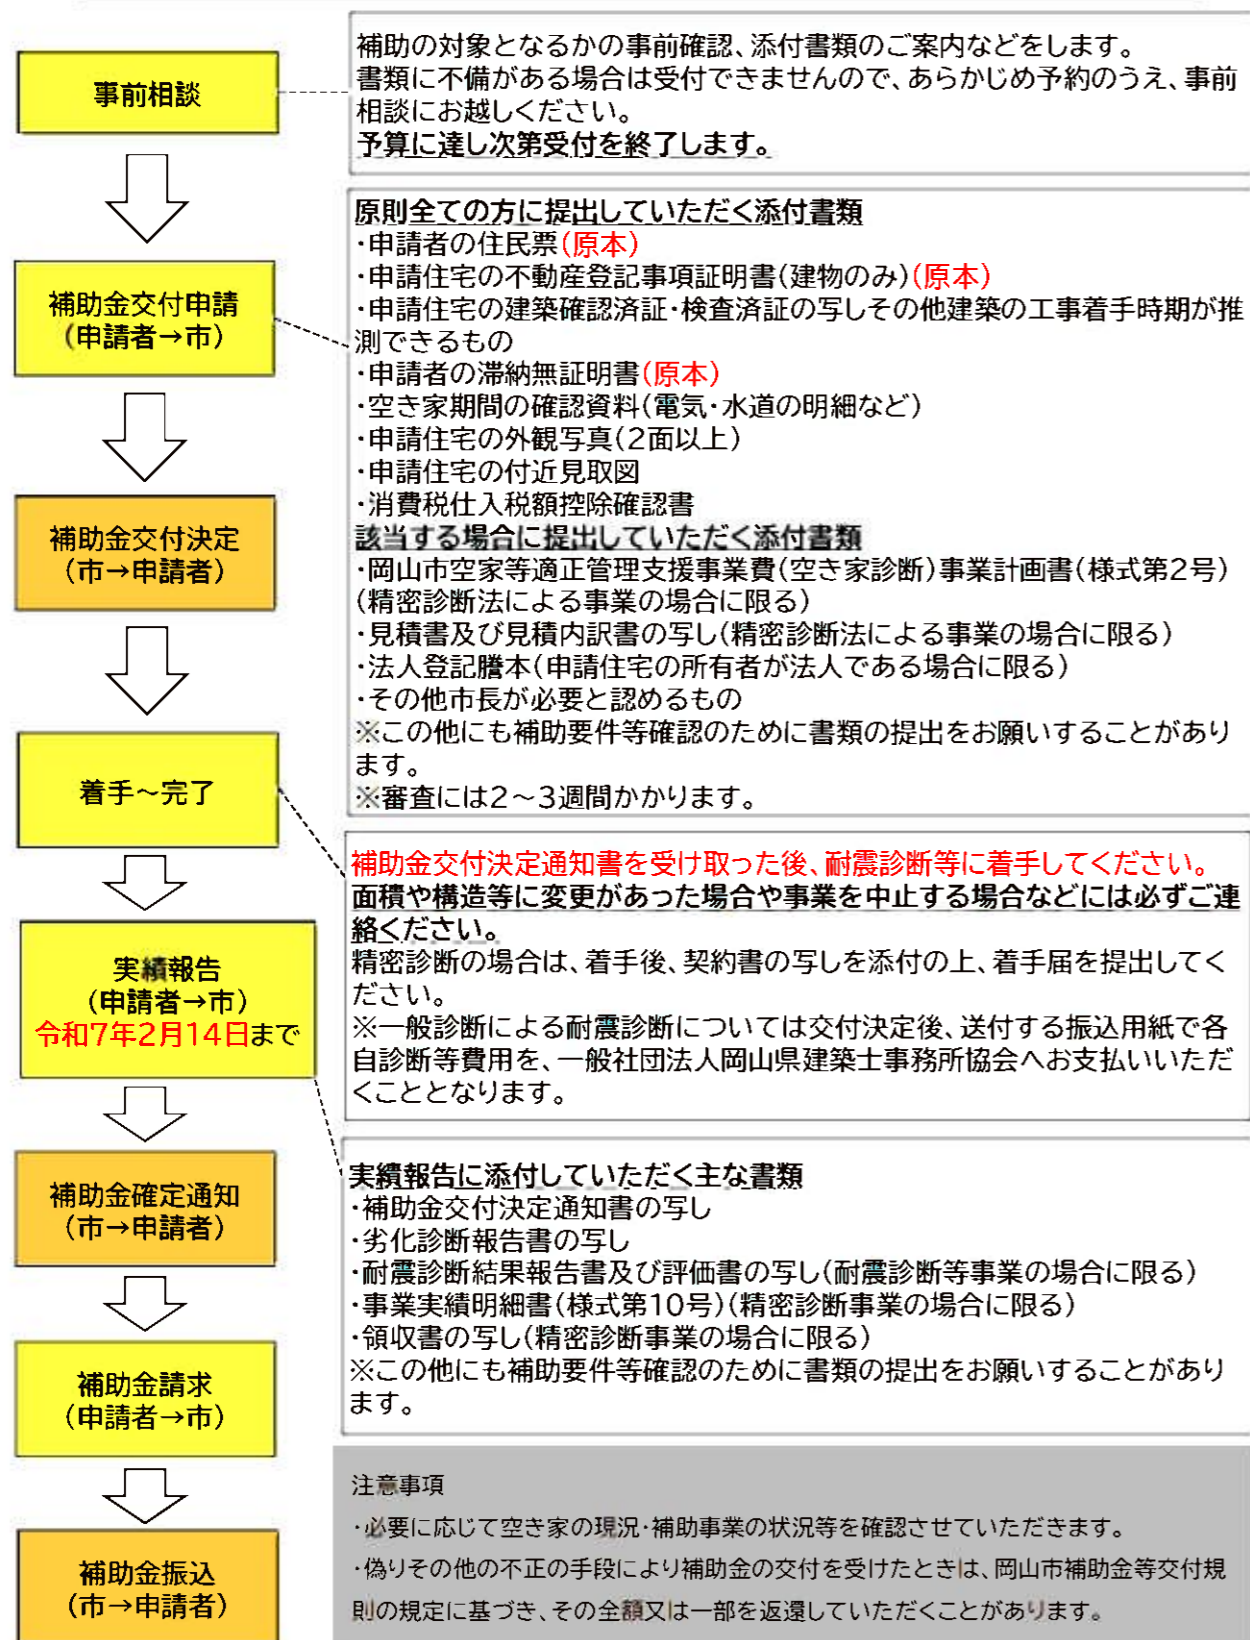 事前相談
補助の対象となるかの事前確認、添付書類のご案内などをします。
書類に不備がある場合は受付できませんので、あらかじめ予約のうえ、事前
相談にお越しください。
予算に達し次第受付を終了します。
補助金交付申請
(申請者→市)
原則全ての方に提出していただく添付書類
・申請者の住民票(原本)
・申請住宅の不動産登記事項証明書(建物のみ)(原本)
・申請住宅の建築確認済証・検査済証の写しその他建築の工事着手時期が推
測できるもの
・申請者の滞納無証明書(原本)
・空き家期間の確認資料(電気・水道の明細など)
・申請住宅の外観写真(2面以上)
・申請住宅の付近見取図
・消費税仕入税額控除確認書
該当する場合に提出していただく添付書類
・岡山市空家等適正管理支援事業費(空き家診断)事業計画書(様式第2号)
(精密診断法による事業の場合に限る)
・見積書及び見積内訳書の写し(精密診断法による事業の場合に限る)
・法人登記謄本(申請住宅の所有者が法人である場合に限る)
・その他市長が必要と認めるもの
※この他にも補助要件等確認のために書類の提出をお願いすることがあり
ます。
※審査には2～3週間かかります。
補助金交付決定
(市→申請者)
着手～完了
補助金交付決定通知書を受け取った後、耐震診断等に着手してください。
面積や構造等に変更があった場合や事業を中止する場合などには必ずご連
絡ください。
精密診断の場合は、着手後、契約書の写しを添付の上、着手届を提出してく
ださい。
※一般診断による耐震診断については交付決定後、送付する振込用紙で各
自診断等費用を、一般社団法人岡山県建築士事務所協会へお支払いいただ
くこととなります。
実績報告
(申請者→市)
令和7年2月14日まで
実績報告に添付していただく主な書類
・補助金交付決定通知書の写し
・劣化診断報告書の写し
・耐震診断結果報告書及び評価書の写し(耐震診断等事業の場合に限る)
・事業実績明細書(様式第10号)(精密診断事業の場合に限る)
・領収書の写し(精密診断事業の場合に限る)
※この他にも補助要件等確認のために書類の提出をお願いすることがあり
ます。
補助金確定通知
(市→申請者)
補助金請求
(申請者→市)
補助金振込
(市→申請者)
注意事項
・必要に応じて空き家の現況・補助事業の状況等を確認させていただきます。
・偽りその他の不正の手段により補助金の交付を受けたときは、岡山市補助金等交付規
則の規定に基づき、その全額又は一部を返還していただくことがあります。